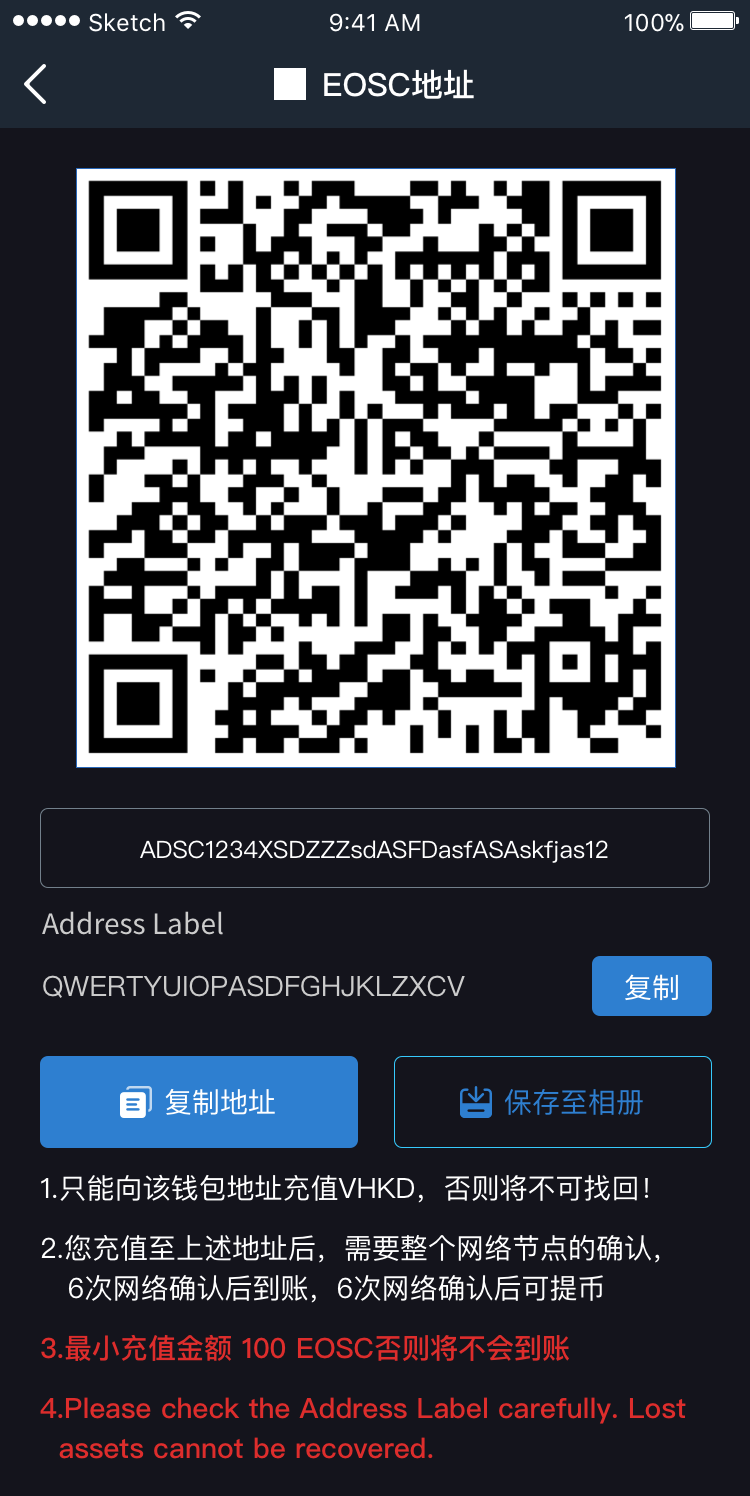 Sketch 9:41 AM 100%
EOSC地址
ADSC1234XSDZZZsdASFDasfASAskfjas12
Address Label
QWERTYUIOPASDFGHJKLZXCV 复制
复制地址 保存至相册
1.只能向该钱包地址充值VHKD，否则将不可找回！
2.您充值至上述地址后，需要整个网络节点的确认，
6次网络确认后到账，6次网络确认后可提币
3.最小充值金额 100 EOSC否则将不会到账
4.Please check the Address Label carefully. Lost
assets cannot be recovered.